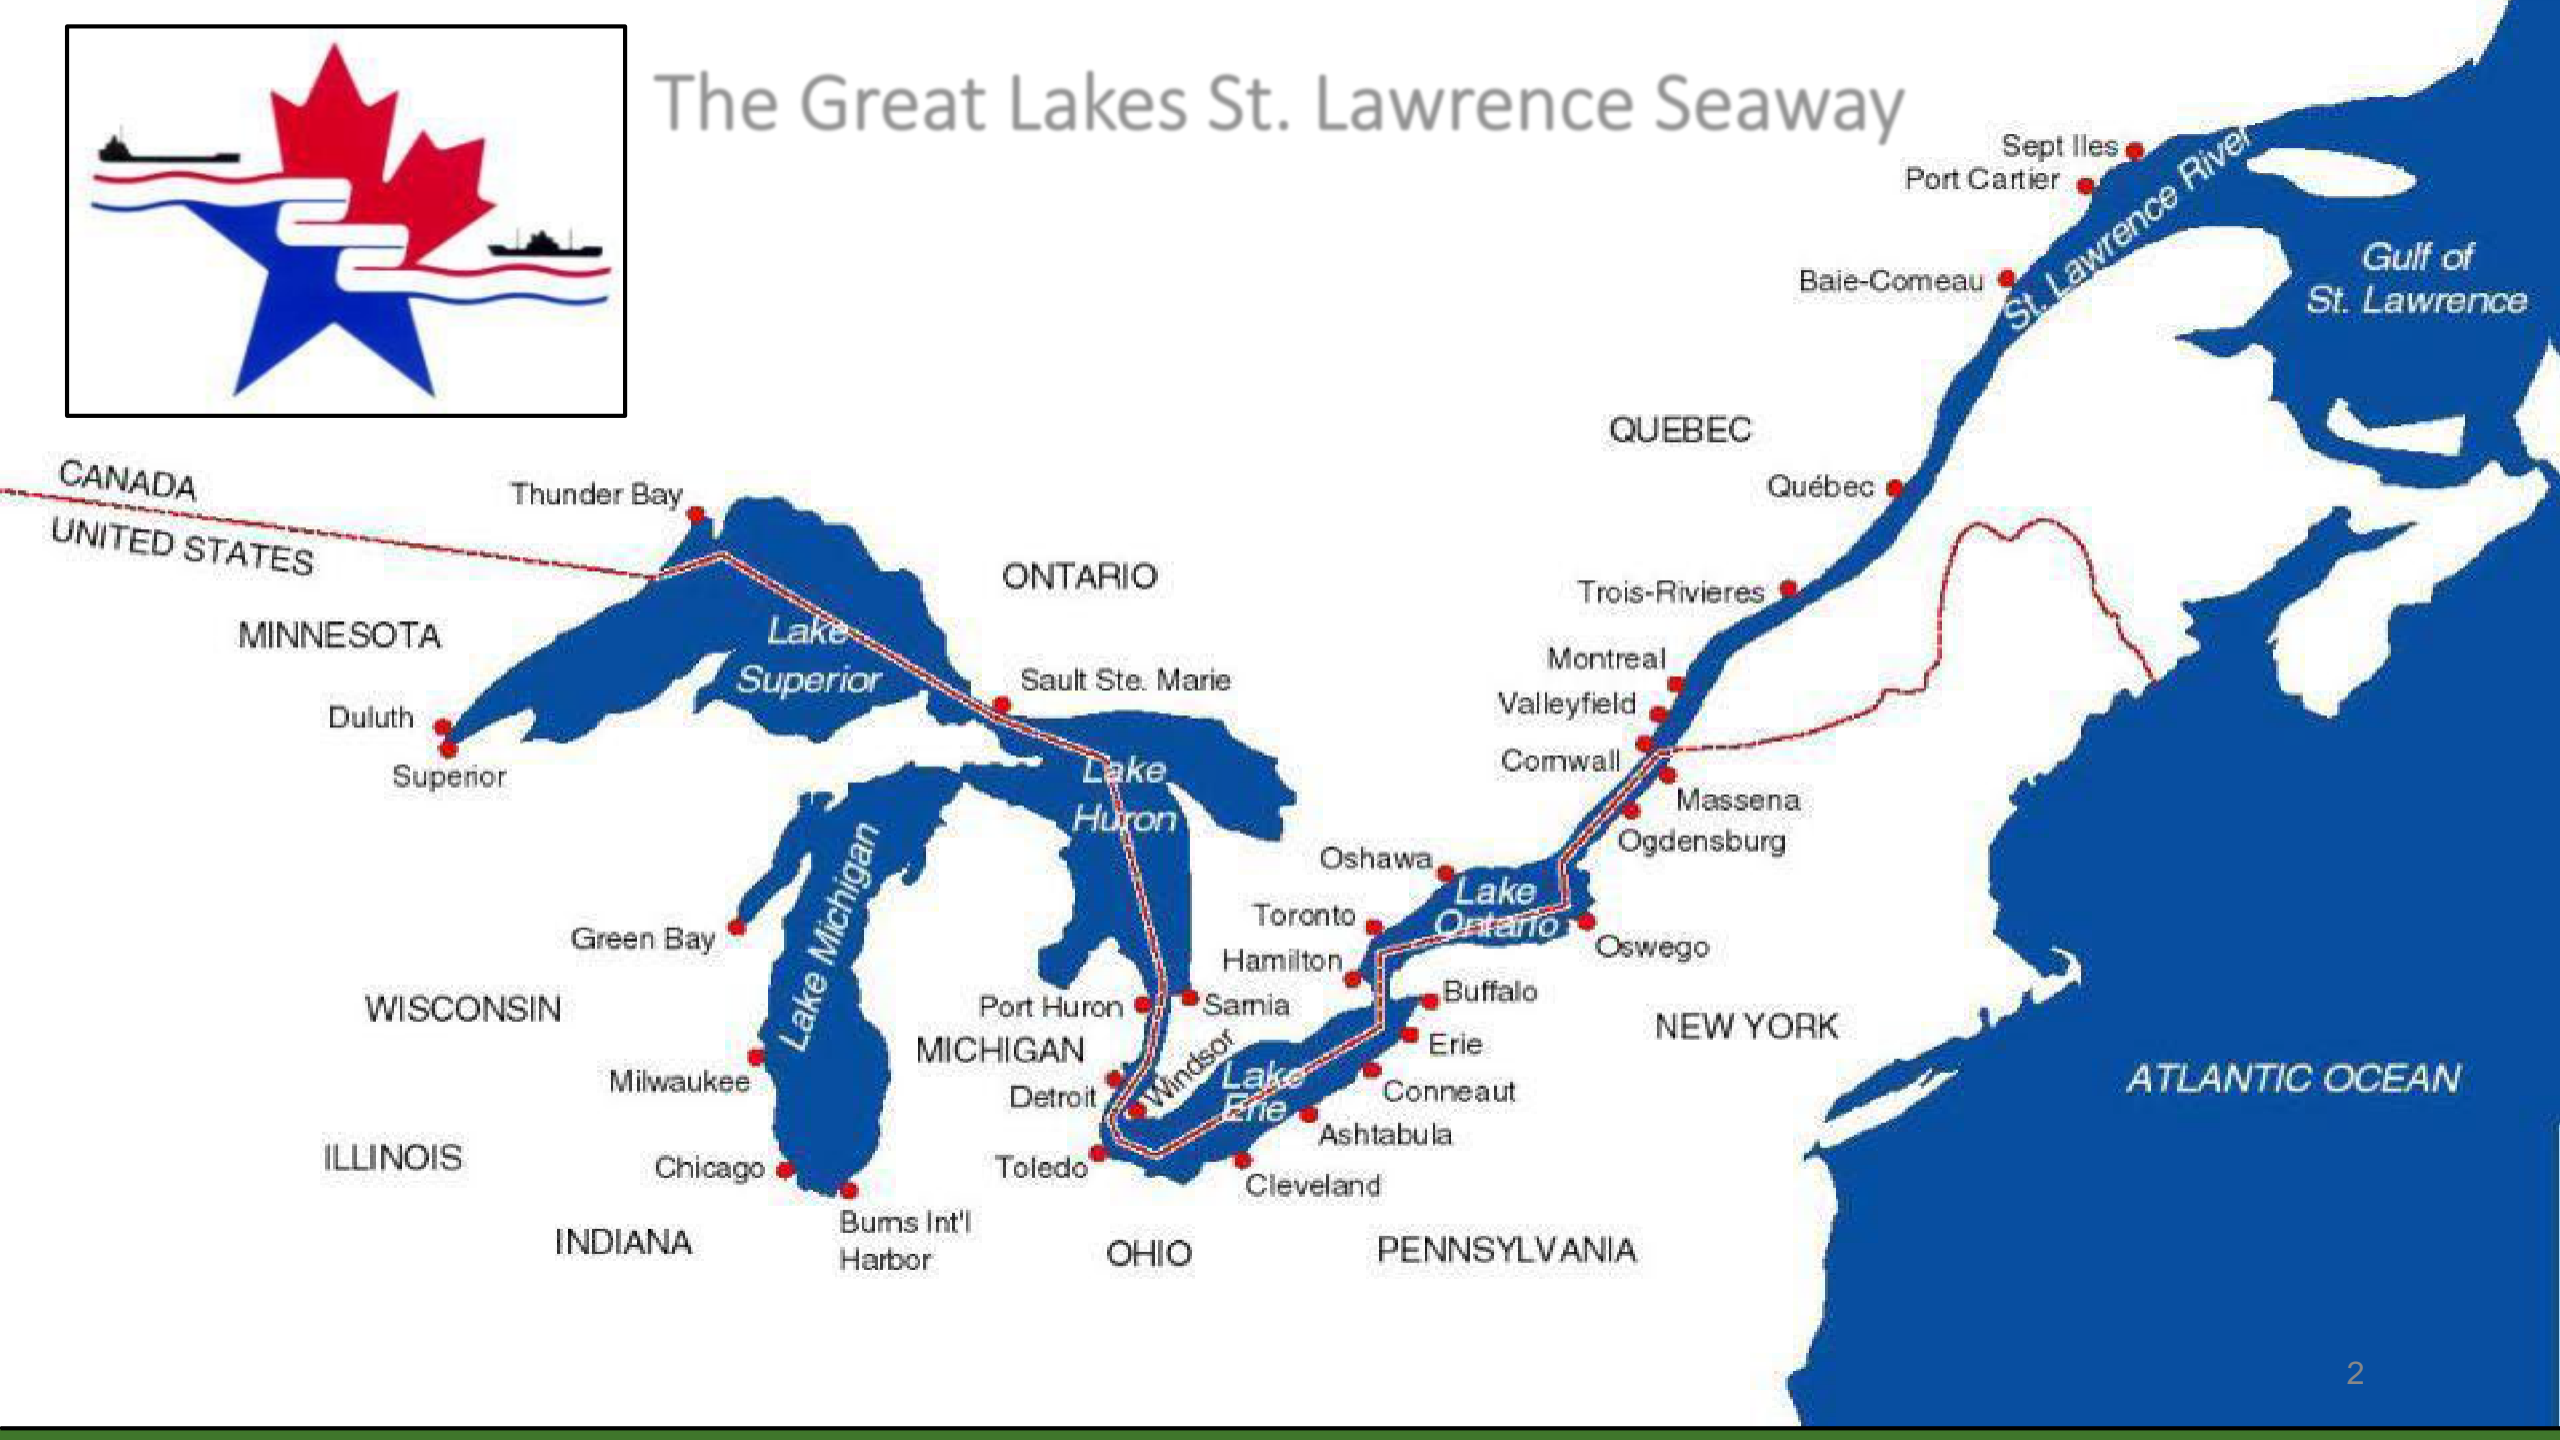 The Great Lakes St. Lawrence Seaway
Sept Iles
Port Cartier
St. Lawrence River
Baie-Comeau
Gulf of
St. Lawrence
QUEBEC
CANADA
UNITED STATES
Thunder Bay
Québec
ONTARIO
Trois-Rivieres
MINNESOTA
Lake
Superior
Montreal
Sault Ste. Marie
Valleyfield
Duluth
Cornwall
Superior
Lake
Huron
Massena
Ogdensburg
Lake Michigan
Oshawa
Lake
Ontario
Toronto
Green Bay
Oswego
Hamilton
Buffalo
WISCONSIN
Port Huron
Sarnia
NEW YORK
MICHIGAN
Windsor
Erie
Lake
Erie
ATLANTIC OCEAN
Milwaukee
Detroit
Conneaut
Ashtabula
ILLINOIS
Chicago
Toledo
Cleveland
Burns Int'l
Harbor
INDIANA
OHIO
PENNSYLVANIA
2